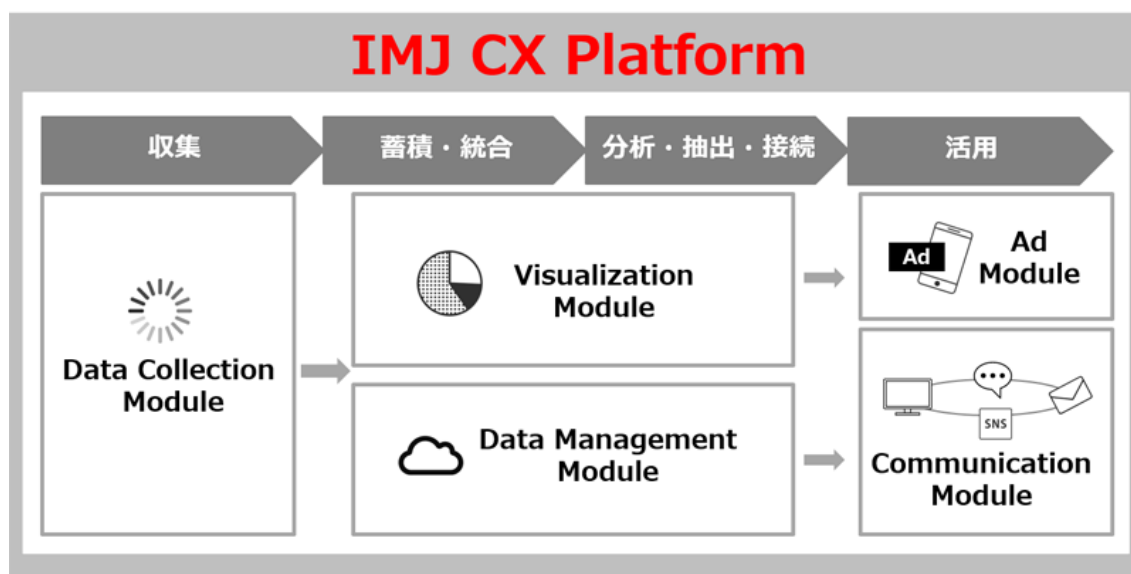 IMJ CX Platform
収集
蓄積・統合
分析・抽出・接続
活用
Data Collection
Module
Visualization
Module
Data Management
Module
Ad
Ad
Module
SNS
Communication
Module